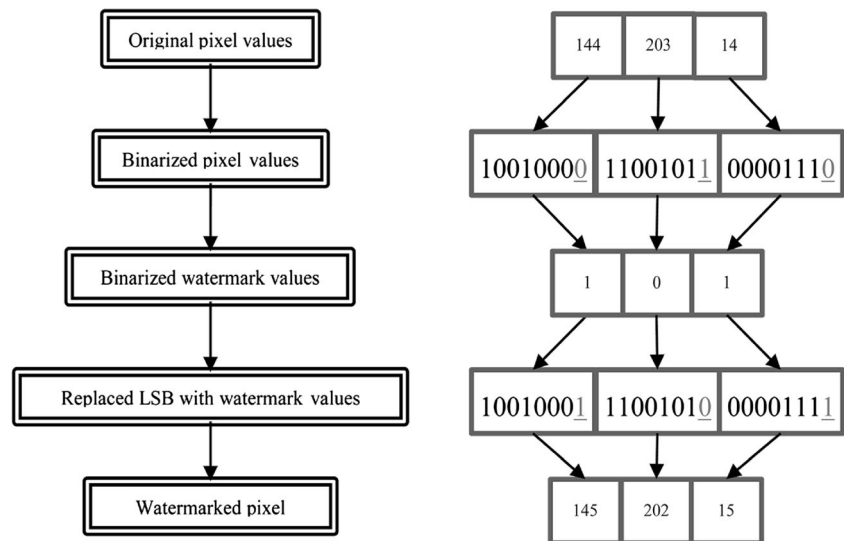 Original pixel values
144 203 14
Binarized pixel values
10010000 11001011 00001110
Binarized watermark values
1 0 1
Replaced LSB with watermark values
10010001 11001010 00001111
Watermarked pixel
145 202 15